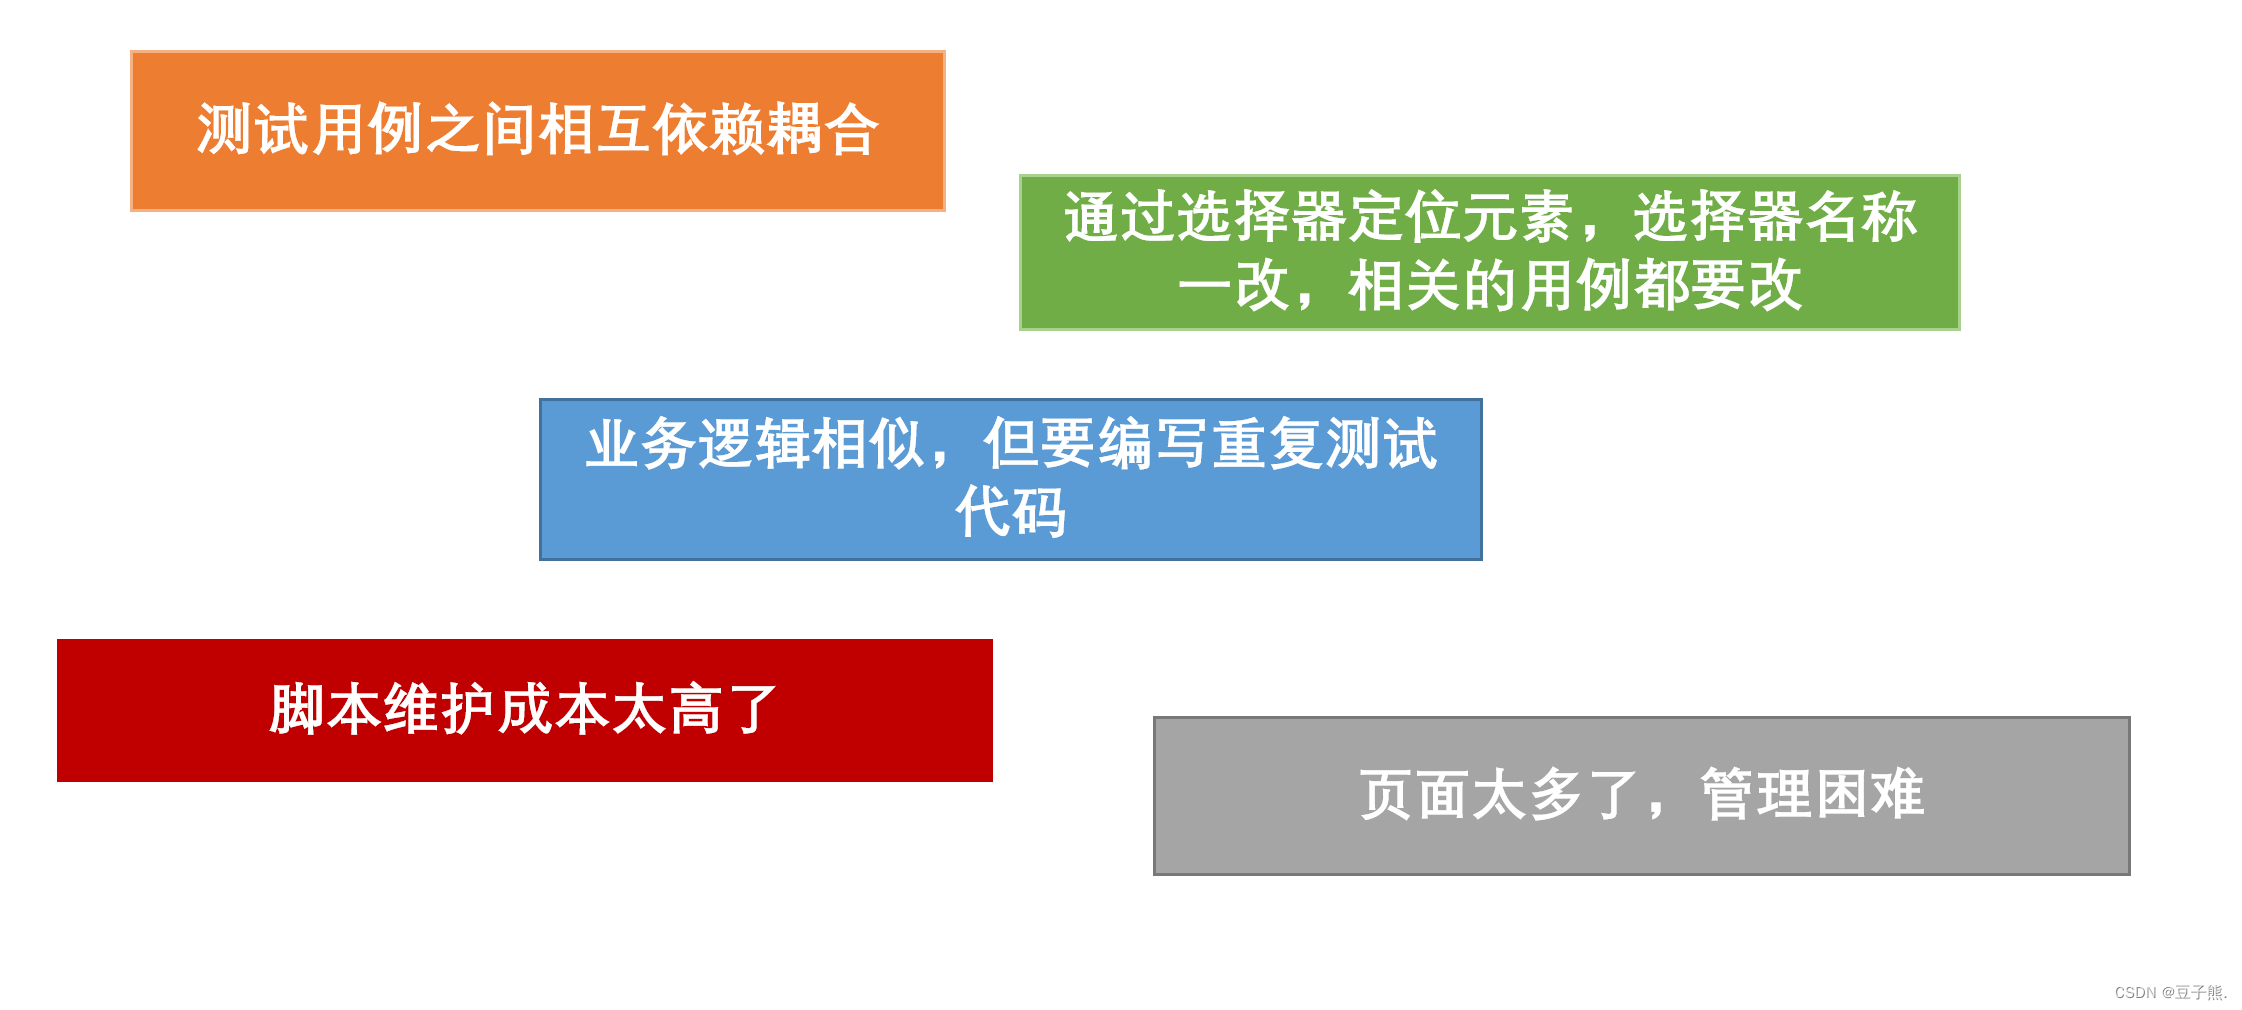 测试用例之间相互依赖耦合
通过选择器定位元素，选择器名称
一改，相关的用例都要改
业务逻辑相似，但要编写重复测试
代码
脚本维护成本太高了
页面太多了，管理困难
CSDN @豆子熊.